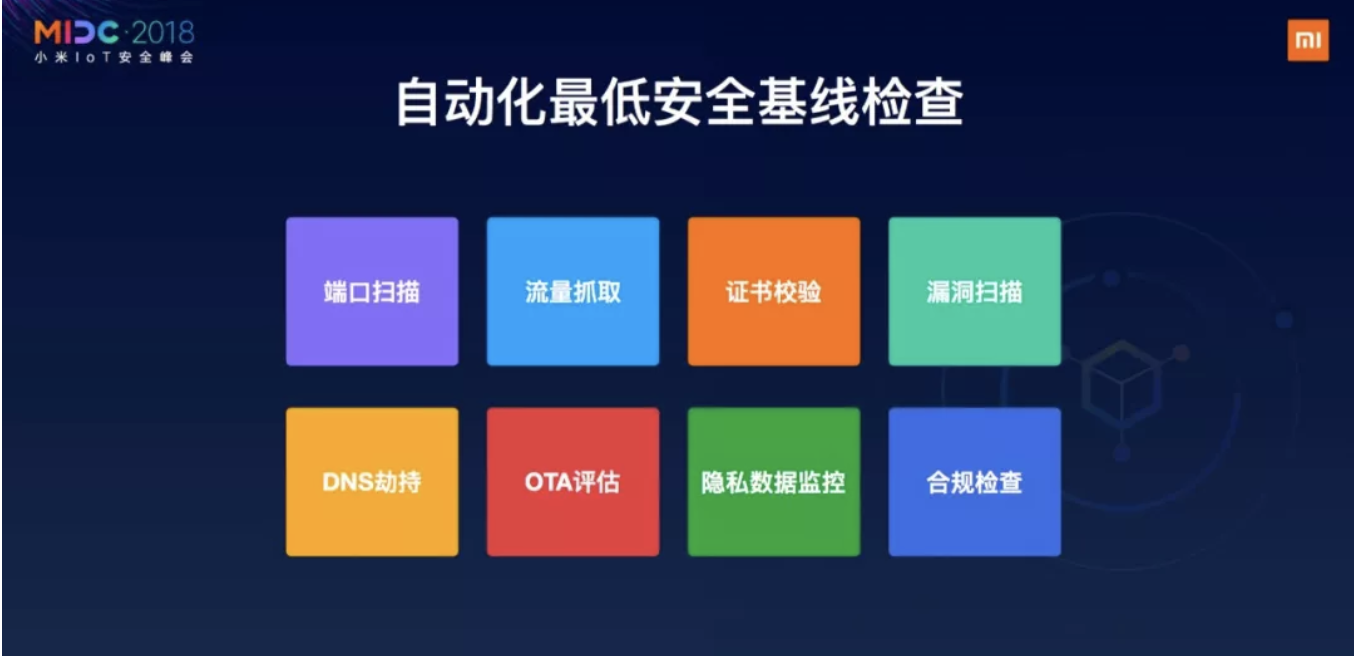 MIDC·2018
小米IoT安全峰会
mi
自动化最低安全基线检查
端口扫描
流量抓取
证书校验
漏洞扫描
DNS劫持
OTA评估
隐私数据监控
合规检查